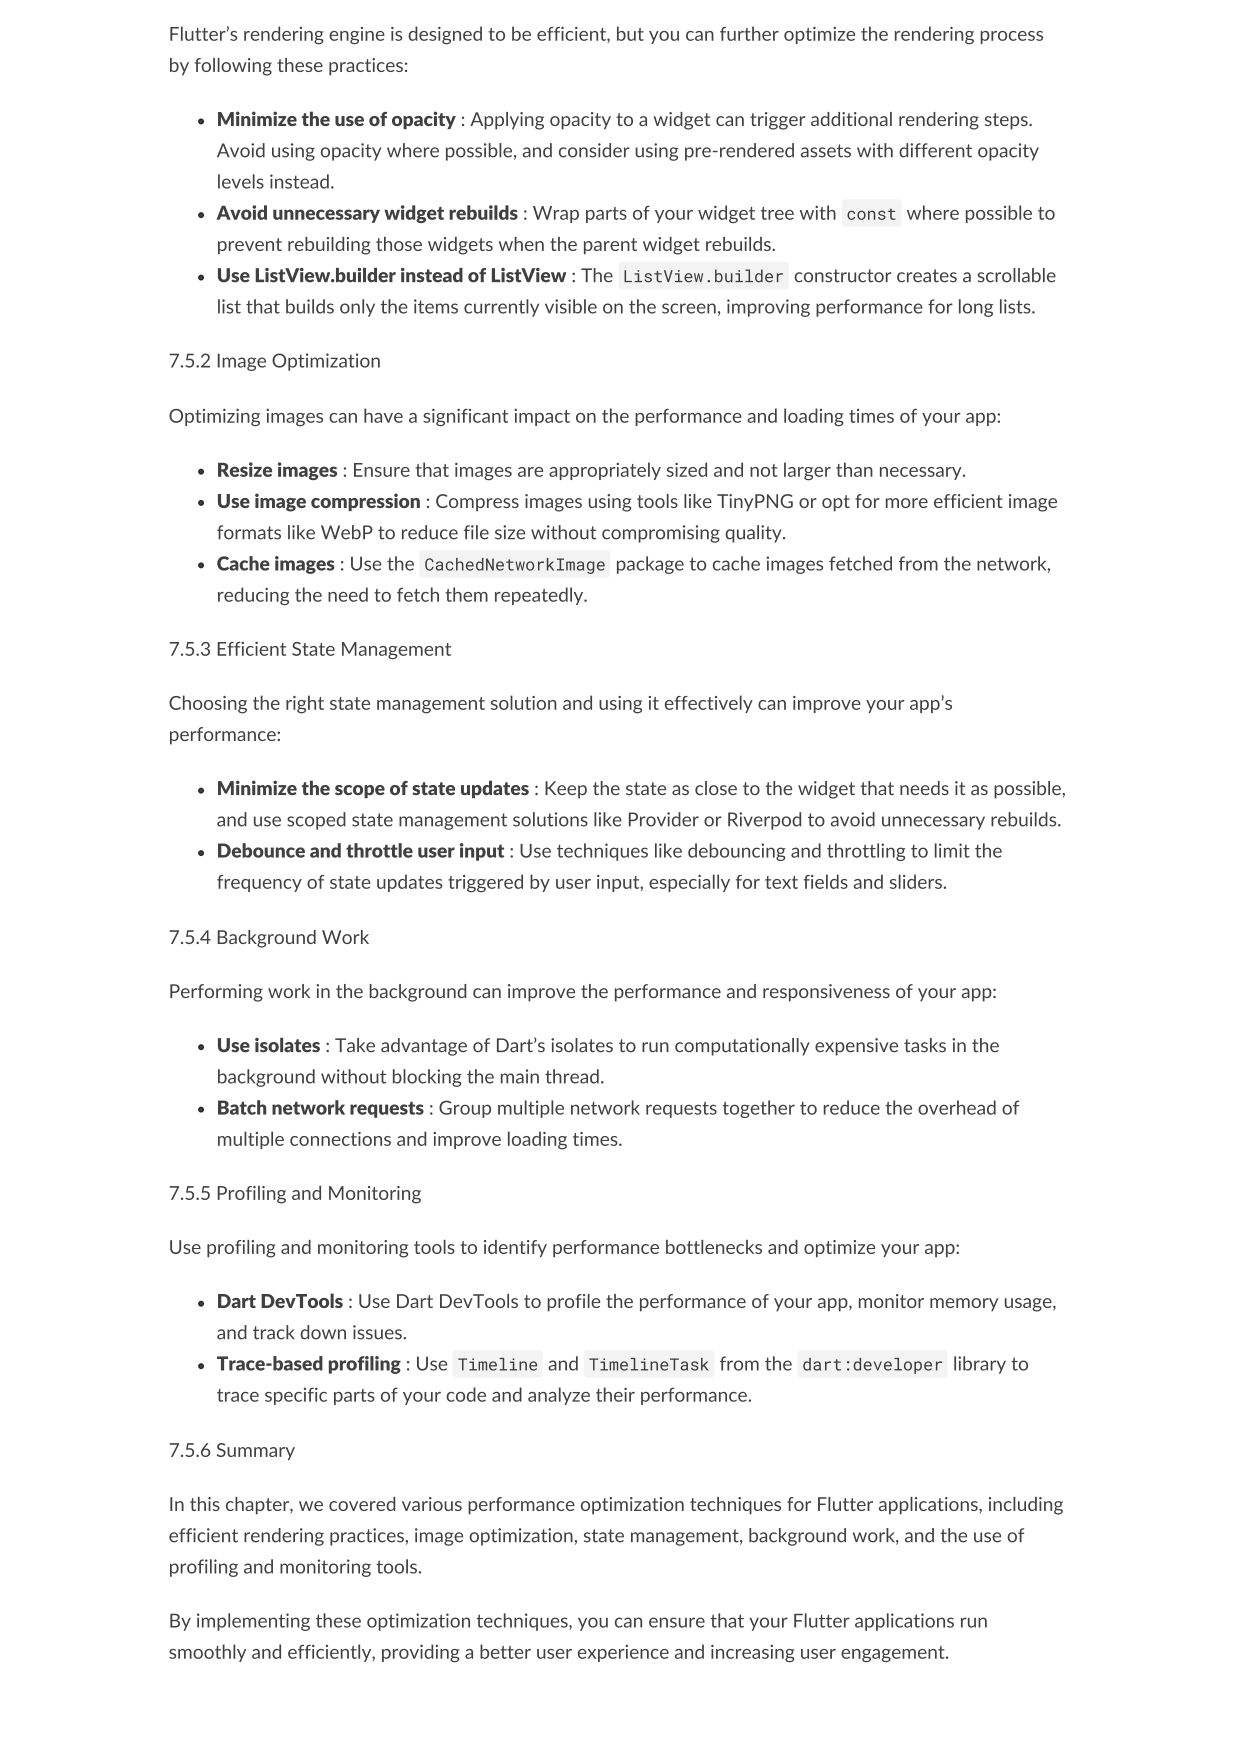 Flutter’s rendering engine is designed to be efficient, but you can further optimize the rendering process
by following these practices:
• Minimize the use of opacity : Applying opacity to a widget can trigger additional rendering steps.
Avoid using opacity where possible, and consider using pre-rendered assets with different opacity
levels instead.
• Avoid unnecessary widget rebuilds : Wrap parts of your widget tree with const where possible to
prevent rebuilding those widgets when the parent widget rebuilds.
• Use ListView.builder instead of ListView : The ListView.builder constructor creates a scrollable
list that builds only the items currently visible on the screen, improving performance for long lists.
7.5.2 Image Optimization
Optimizing images can have a significant impact on the performance and loading times of your app:
• Resize images : Ensure that images are appropriately sized and not larger than necessary.
• Use image compression : Compress images using tools like TinyPNG or opt for more efficient image
formats like WebP to reduce file size without compromising quality.
• Cache images : Use the CachedNetworkImage package to cache images fetched from the network,
reducing the need to fetch them repeatedly.
7.5.3 Efficient State Management
Choosing the right state management solution and using it effectively can improve your app’s
performance:
• Minimize the scope of state updates : Keep the state as close to the widget that needs it as possible,
and use scoped state management solutions like Provider or Riverpod to avoid unnecessary rebuilds.
• Debounce and throttle user input : Use techniques like debouncing and throttling to limit the
frequency of state updates triggered by user input, especially for text fields and sliders.
7.5.4 Background Work
Performing work in the background can improve the performance and responsiveness of your app:
• Use isolates : Take advantage of Dart’s isolates to run computationally expensive tasks in the
background without blocking the main thread.
• Batch network requests : Group multiple network requests together to reduce the overhead of
multiple connections and improve loading times.
7.5.5 Profiling and Monitoring
Use profiling and monitoring tools to identify performance bottlenecks and optimize your app:
• Dart DevTools : Use Dart DevTools to profile the performance of your app, monitor memory usage,
and track down issues.
• Trace-based profiling : Use Timeline and TimelineTask from the dart:developer library to
trace specific parts of your code and analyze their performance.
7.5.6 Summary
In this chapter, we covered various performance optimization techniques for Flutter applications, including
efficient rendering practices, image optimization, state management, background work, and the use of
profiling and monitoring tools.
By implementing these optimization techniques, you can ensure that your Flutter applications run
smoothly and efficiently, providing a better user experience and increasing user engagement.